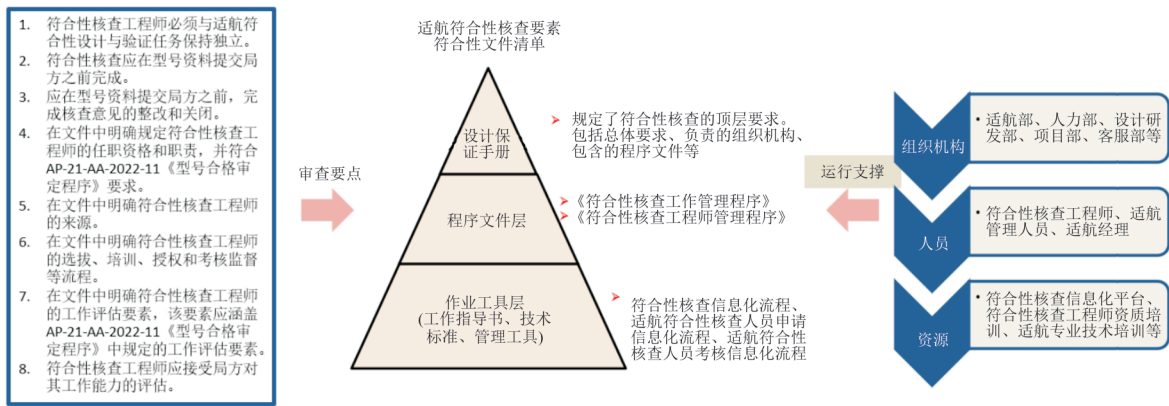 1. 符合性核查工程师必须与适航符
合性设计与验证任务保持独立。
2. 符合性核查应在型号资料提交局
方之前完成。
3. 应在型号资料提交局方之前，完
成核查意见的整改和关闭。
4. 在文件中明确规定符合性核查工
程师的任职资格和职责，并符合
AP-21-AA-2022-11《型号合格审
定程序》要求。
5. 在文件中明确符合性核查工程师
的来源。
6. 在文件中明确符合性核查工程师
的选拔、培训、授权和考核监督
等流程。
7. 在文件中明确符合性核查工程师
的工作评估要素，该要素应涵盖
AP-21-AA-2022-11《型号合格审
定程序》中规定的工作评估要素。
8. 符合性核查工程师应接受局方对
其工作能力的评估。
审查要点
适航符合性核查要素
符合性文件清单
设计保
证手册
程序文件层
作业工具层
(工作指导书、技术
标准、管理工具)
规定了符合性核查的顶层要求。
包括总体要求、负责的组织机构、
包含的程序文件等
《符合性核查工作管理程序》
《符合性核查工程师管理程序》
符合性核查信息化流程、
适航符合性核查人员申请
信息化流程、适航符合性
核查人员考核信息化流程
运行支撑
组织机构
• 适航部、人力部、设计研
发部、项目部、客服部等
人员
• 符合性核查工程师、适航
管理人员、适航经理
资源
• 符合性核查信息化平台、
符合性核查工程师资质培
训、适航专业技术培训等